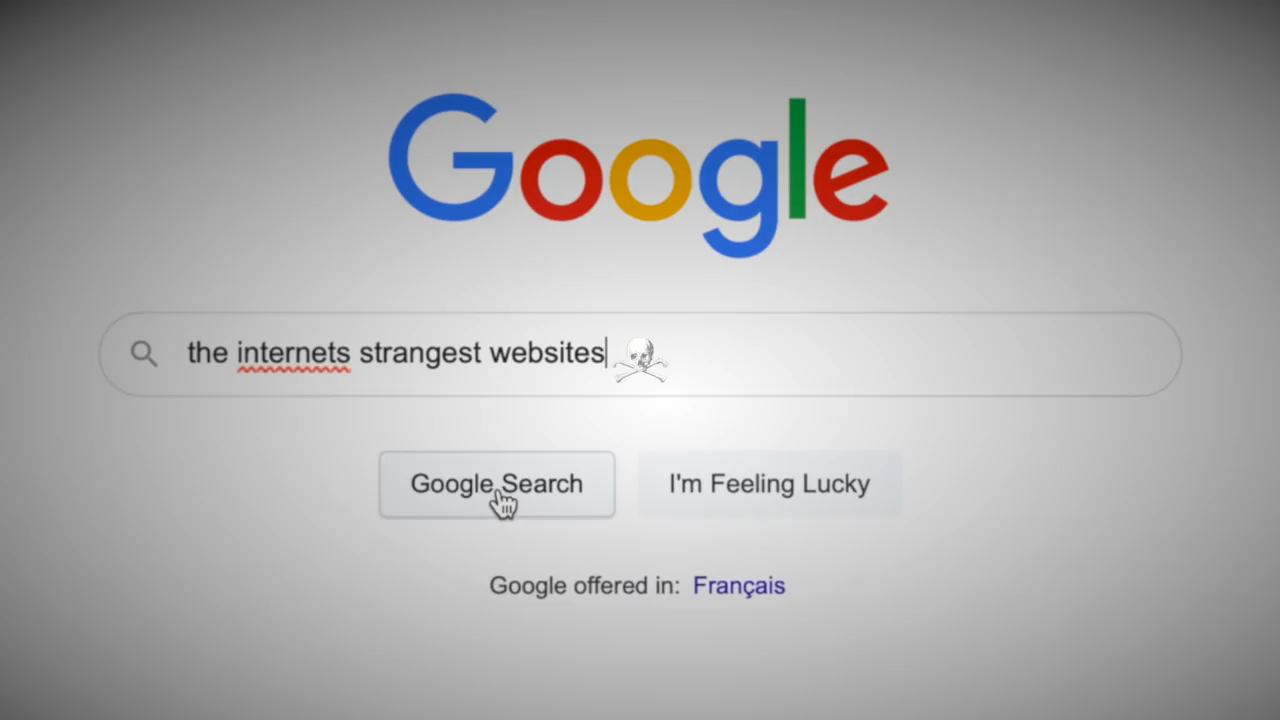 Google
the internets strangest websites
Google Search
I'm Feeling Lucky
Google offered in: Français